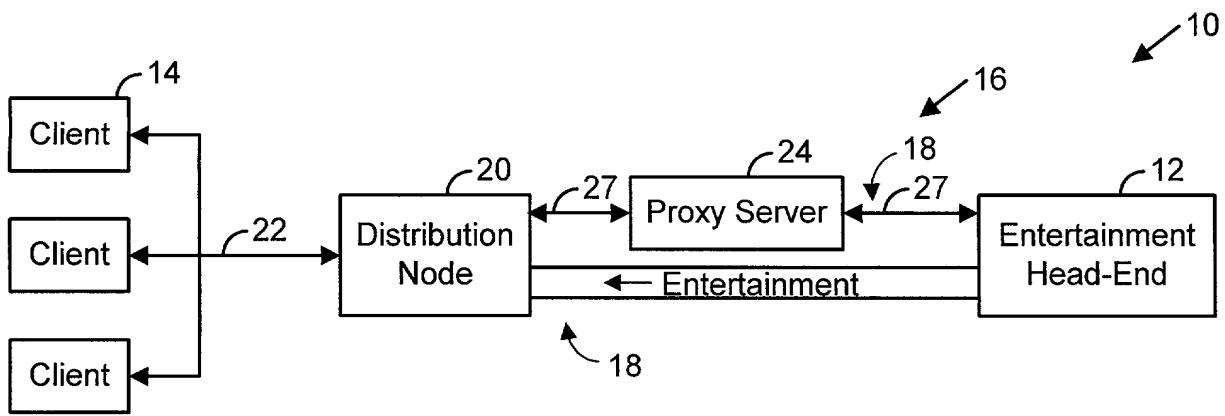 10
14
16
Client
20
27
24
18
27
12
Proxy Server
Client
22
Distribution
Node
Entertainment
Head-End
Entertainment
18
Client